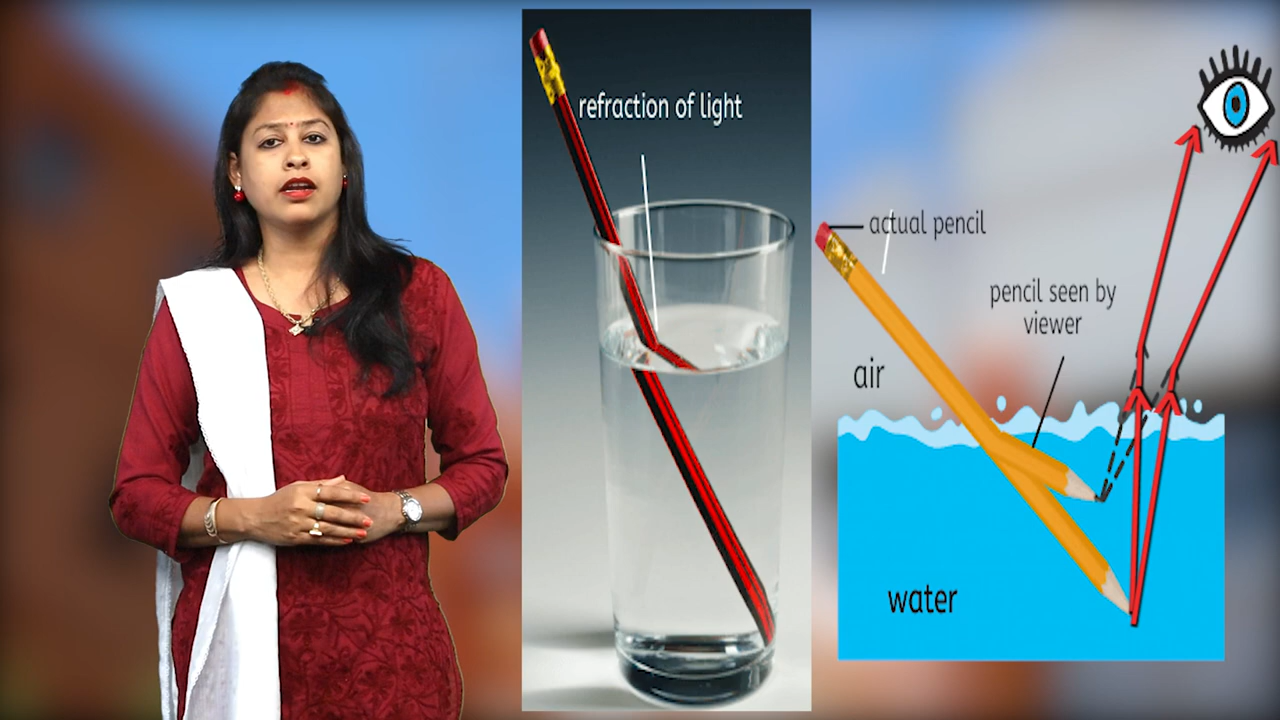 refraction of light
actual pencil
pencil seen by
viewer
air
water